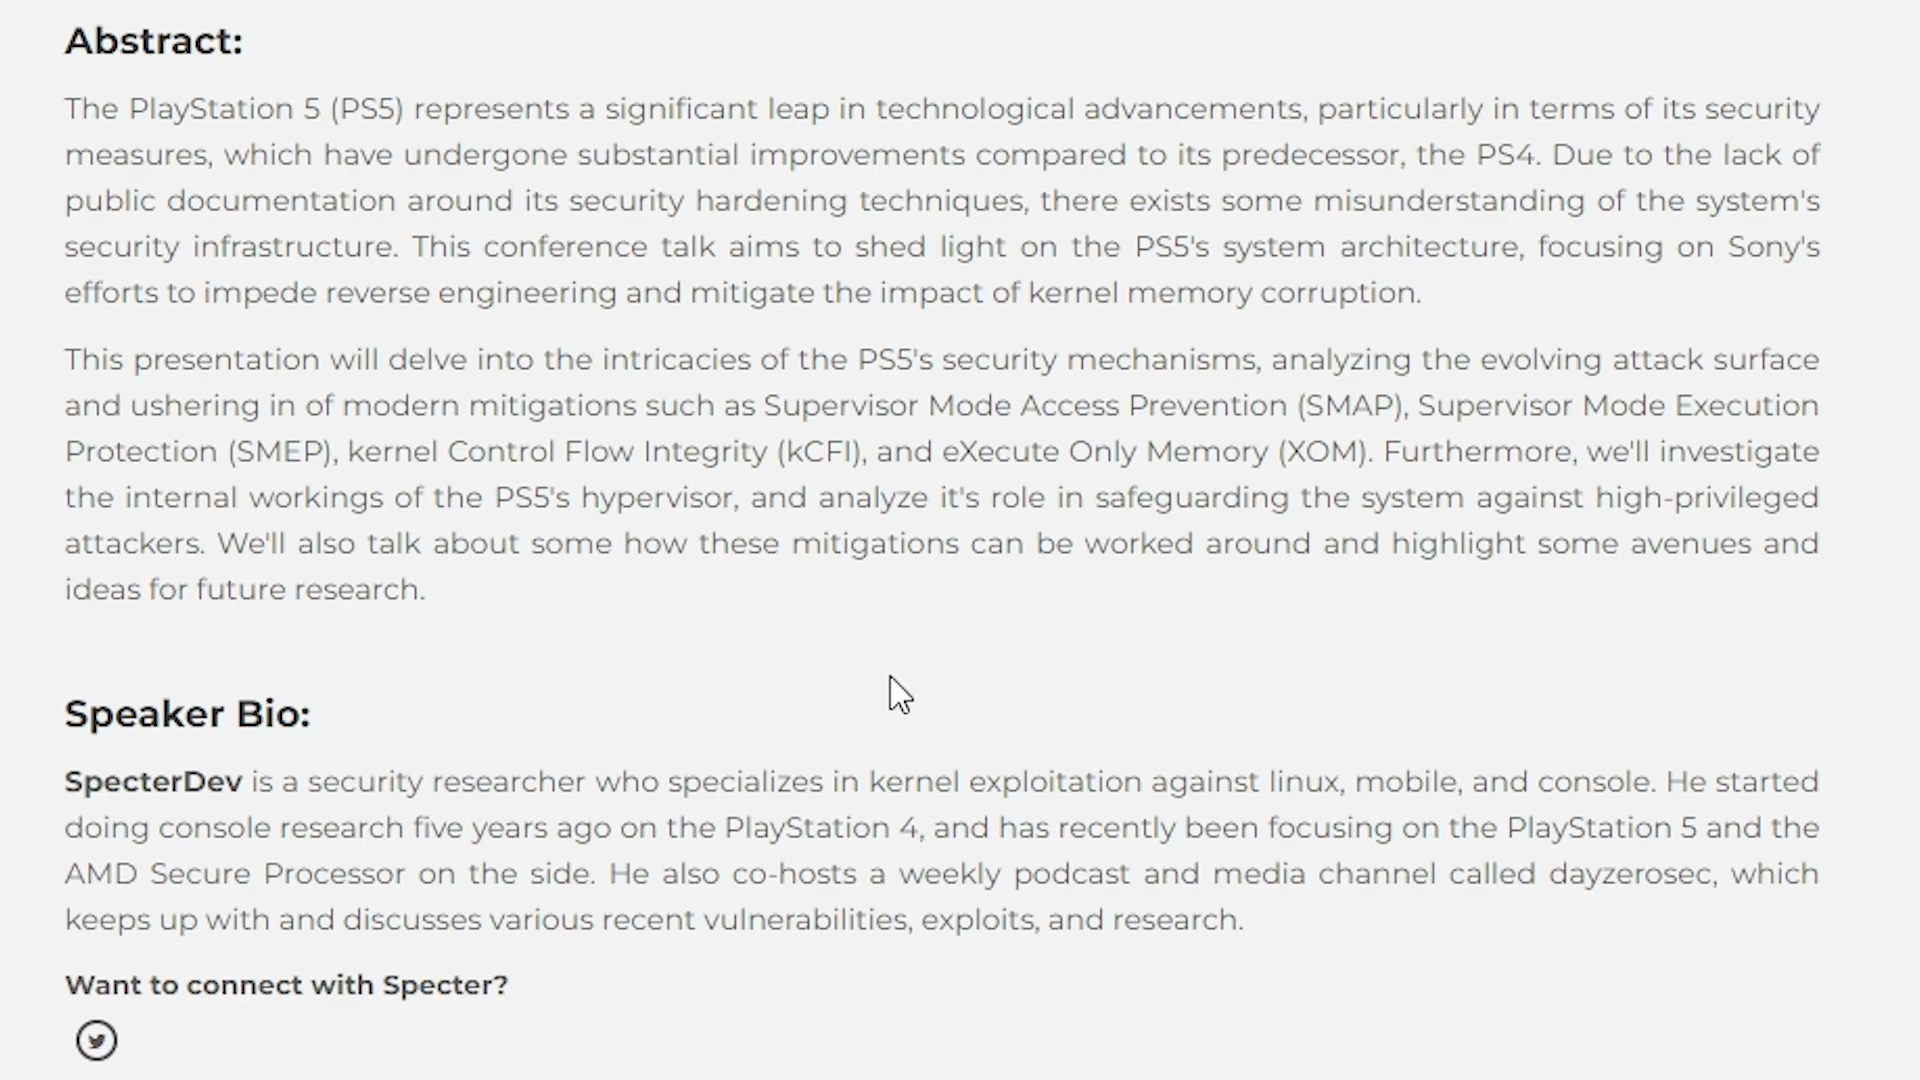 Abstract:
The PlayStation 5 (PS5) represents a significant leap in technological advancements, particularly in terms of its security
measures, which have undergone substantial improvements compared to its predecessor, the PS4. Due to the lack of
public documentation around its security hardening techniques, there exists some misunderstanding of the system's
security infrastructure. This conference talk aims to shed light on the PS5's system architecture, focusing on Sony's
efforts to impede reverse engineering and mitigate the impact of kernel memory corruption.
This presentation will delve into the intricacies of the PS5's security mechanisms, analyzing the evolving attack surface
and ushering in of modern mitigations such as Supervisor Mode Access Prevention (SMAP), Supervisor Mode Execution
Protection (SMEP), kernel Control Flow Integrity (kCFI), and eXecute Only Memory (XOM). Furthermore, we'll investigate
the internal workings of the PS5's hypervisor, and analyze it's role in safeguarding the system against high-privileged
attackers. We'll also talk about some how these mitigations can be worked around and highlight some avenues and
ideas for future research.
Speaker Bio:
SpecterDev is a security researcher who specializes in kernel exploitation against linux, mobile, and console. He started
doing console research five years ago on the PlayStation 4, and has recently been focusing on the PlayStation 5 and the
AMD Secure Processor on the side. He also co-hosts a weekly podcast and media channel called dayzerosec, which
keeps up with and discusses various recent vulnerabilities, exploits, and research.
Want to connect with Specter?